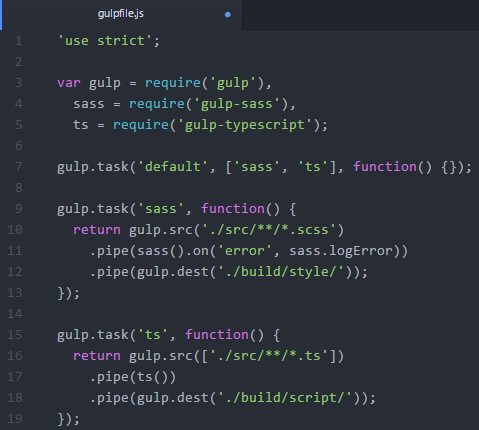 gulpfile.js
1 'use strict';
2
3 var gulp = require('gulp'),
4   sass = require('gulp-sass'),
5   ts = require('gulp-typescript');
6
7 gulp.task('default', ['sass', 'ts'], function() {});
8
9 gulp.task('sass', function() {
10   return gulp.src('./src/**/*.scss')
11     .pipe(sass().on('error', sass.logError))
12     .pipe(gulp.dest('./build/style/'));
13 });
14
15 gulp.task('ts', function() {
16   return gulp.src(['./src/**/*.ts'])
17     .pipe(ts())
18     .pipe(gulp.dest('./build/script/'));
19 });